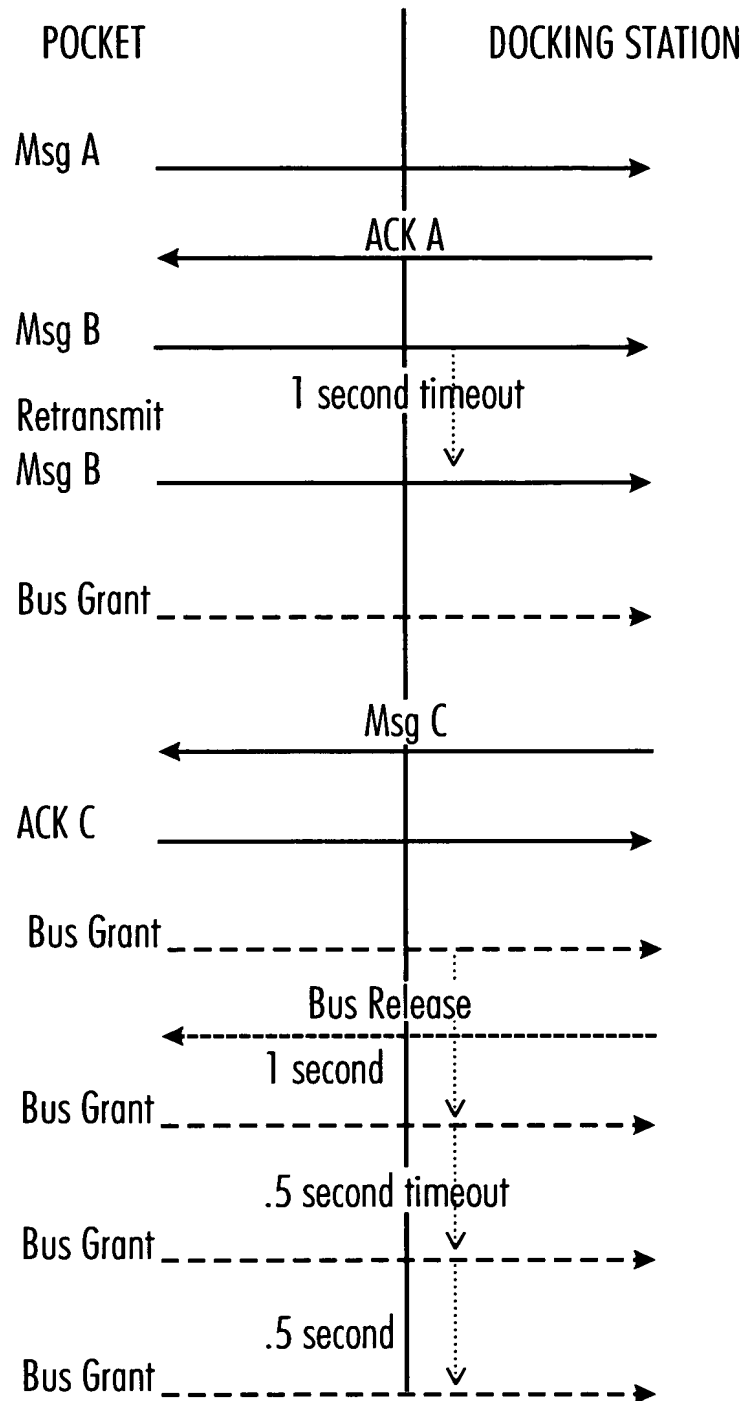 POCKET DOCKING STATION
Msg A
ACK A
Msg B
1 second timeout
Retransmit
Msg B
Bus Grant
Msg C
ACK C
Bus Grant
Bus Release
1 second
Bus Grant
.5 second timeout
Bus Grant
.5 second
Bus Grant